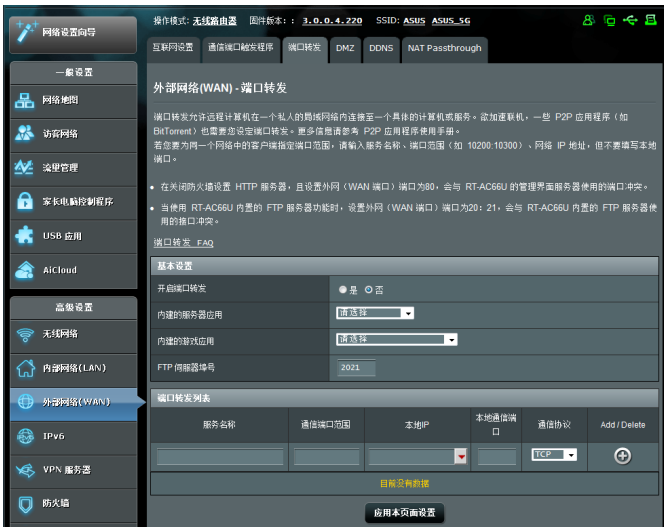 网络设置向导
操作模式: 无线路由器 固件版本: : 3.0.0.4.220 SSID: ASUS ASUS_5G
互联网设置 通信端口触发程序 端口转发 DMZ DDNS NAT Passthrough
一般设置
网络地图
访客网络
流量管理
家长电脑控制程序
USB 应用
AiCloud
高级设置
无线网络
内部网络(LAN)
外部网络(WAN)
IPv6
VPN 服务器
防火墙
外部网络(WAN) - 端口转发
端口转发允许远程计算机在一个私人的局域网络内连接至一个具体的计算机或服务。欲加速联机，一些 P2P 应用程序（如
BitTorrent）也需要您设定端口转发。更多信息请参考 P2P 应用程序使用手册。
若您要为同一个网络中的客户端指定端口范围，请输入服务名称、端口范围（如 10200:10300）、网络 IP 地址，但不要填写本地
端口。
在关闭防火墙设置 HTTP 服务器，且设置外网（WAN 端口）端口为80，会与 RT-AC66U 的管理界面服务器使用的端口冲突。
当使用 RT-AC66U 内置的 FTP 服务器功能时，设置外网（WAN 端口）端口为20：21，会与 RT-AC66U 内置的 FTP 服务器使
用的接口冲突。
端口转发 FAQ
基本设置
开启端口转发 是 否
内建的服务器应用 请选择
内建的游戏应用 请选择
FTP 伺服器埠号 2021
端口转发列表
服务名称 通信端口范围 本地IP 本地通信端口 通信协议 Add / Delete
TCP
目前没有数据
应用本页面设置